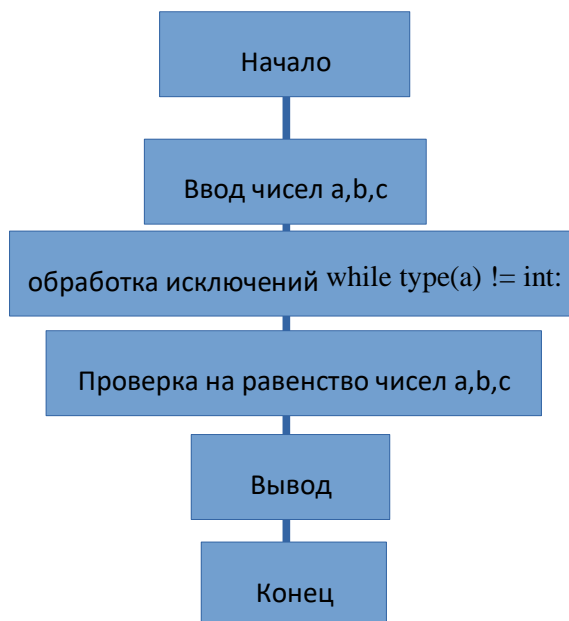 Начало
Ввод чисел a,b,c
обработка исключений while type(a) != int:
Проверка на равенство чисел a,b,c
Вывод
Конец